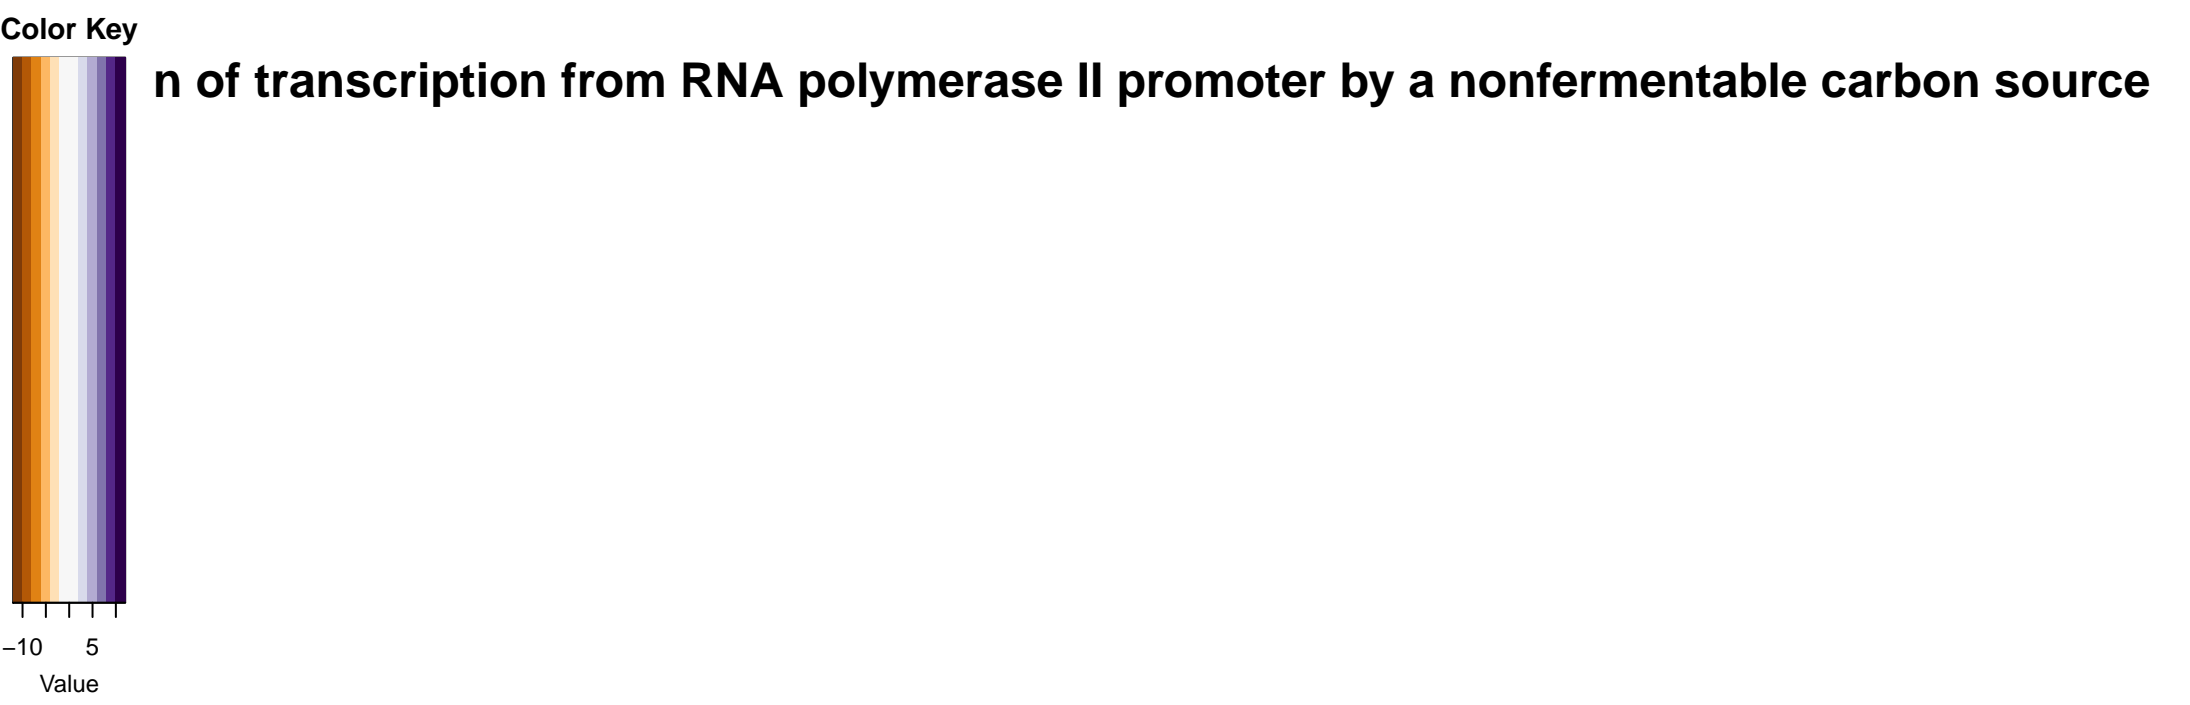 Color Key
n of transcription from RNA polymerase II promoter by a nonfermentable carbon source
−10 5
Value